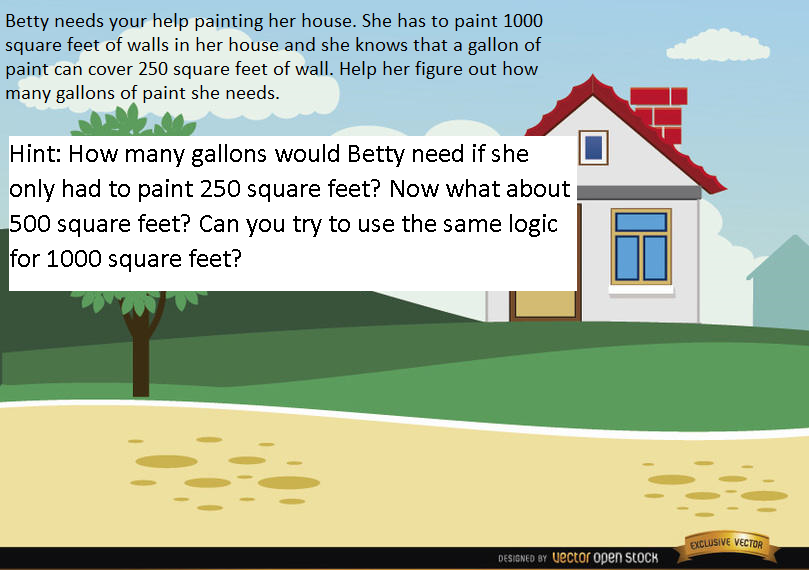 Betty needs your help painting her house. She has to paint 1000
square feet of walls in her house and she knows that a gallon of
paint can cover 250 square feet of wall. Help her figure out how
many gallons of paint she needs.
Hint: How many gallons would Betty need if she
only had to paint 250 square feet? Now what about
500 square feet? Can you try to use the same logic
for 1000 square feet?
DESIGNED BY vector open stock
EXCLUSIVE VECTOR